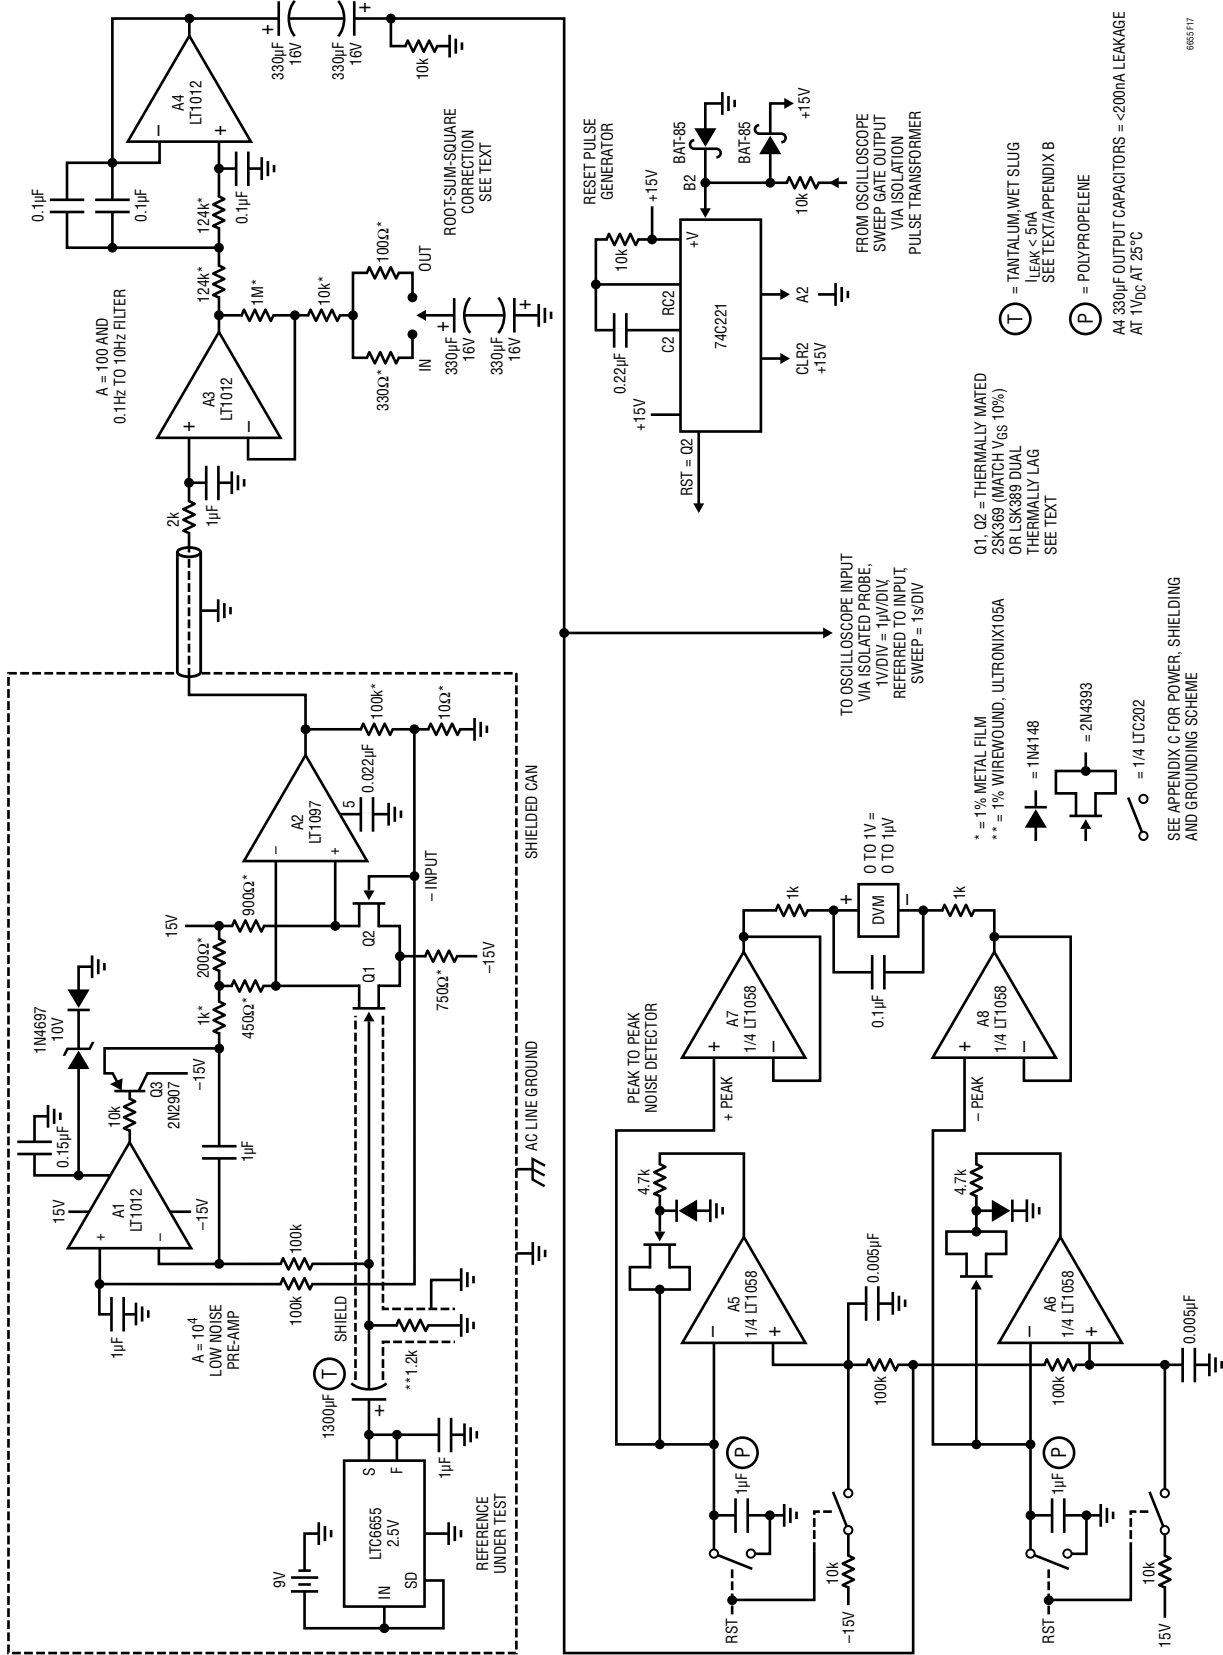 SHIELDED CAN
AC LINE GROUND
9V
IN
SD
LTC6655
2.5V
S
F
REFERENCE
UNDER TEST
1µF
1300µF
T
+
SHIELD
**1.2k
A = 10⁴
LOW NOISE
PRE-AMP
1µF
100k
100k
15V
A1
LT1012
+
–
–15V
0.15µF
1N4697
10V
10k
Q3
2N2907
–15V
1µF
1k*
200Ω*
450Ω*
900Ω*
15V
Q1
Q2
750Ω*
–15V
– INPUT
A2
LT1097
–
+
5
0.022µF
100k*
10Ω*
2k
1µF
A = 100 AND
0.1Hz TO 10Hz FILTER
A3
LT1012
+
–
1M*
10k*
330Ω*
100Ω*
IN
OUT
+
330µF
16V
330µF
16V
+
ROOT-SUM-SQUARE
CORRECTION
SEE TEXT
124k*
124k*
0.1µF
0.1µF
0.1µF
A4
LT1012
–
+
+
330µF
16V
330µF
16V
+
10k
TO OSCILLOSCOPE INPUT
VIA ISOLATED PROBE,
1V/DIV = 1µV/DIV,
REFERRED TO INPUT,
SWEEP = 1s/DIV
RESET PULSE
GENERATOR
+15V
0.22µF
10k
+15V
C2
RC2
+V
74C221
RST = Q2
CLR2
+15V
A2
B2
BAT-85
BAT-85
+15V
10k
FROM OSCILLOSCOPE
SWEEP GATE OUTPUT
VIA ISOLATION
PULSE TRANSFORMER
PEAK TO PEAK
NOISE DETECTOR
RST
1µF
P
10k
–15V
100k
0.005µF
A5
1/4 LT1058
–
+
4.7k
+ PEAK
A7
1/4 LT1058
+
–
1k
+
DVM
–
0 TO 1V =
0 TO 1µV
0.1µF
1k
RST
1µF
P
10k
15V
100k
0.005µF
A6
1/4 LT1058
–
+
4.7k
– PEAK
A8
1/4 LT1058
+
–
* = 1% METAL FILM
** = 1% WIREWOUND, ULTRONIX105A
= 1N4148
= 2N4393
= 1/4 LTC202
SEE APPENDIX C FOR POWER, SHIELDING
AND GROUNDING SCHEME
Q1, Q2 = THERMALLY MATED
2SK369 (MATCH VGS 10%)
OR LSK389 DUAL
THERMALLY LAG
SEE TEXT
T = TANTALUM,WET SLUG
ILEAK < 5nA
SEE TEXT/APPENDIX B
P = POLYPROPELENE
A4 330µF OUTPUT CAPACITORS = <200nA LEAKAGE
AT 1VDC AT 25°C
6655 F17